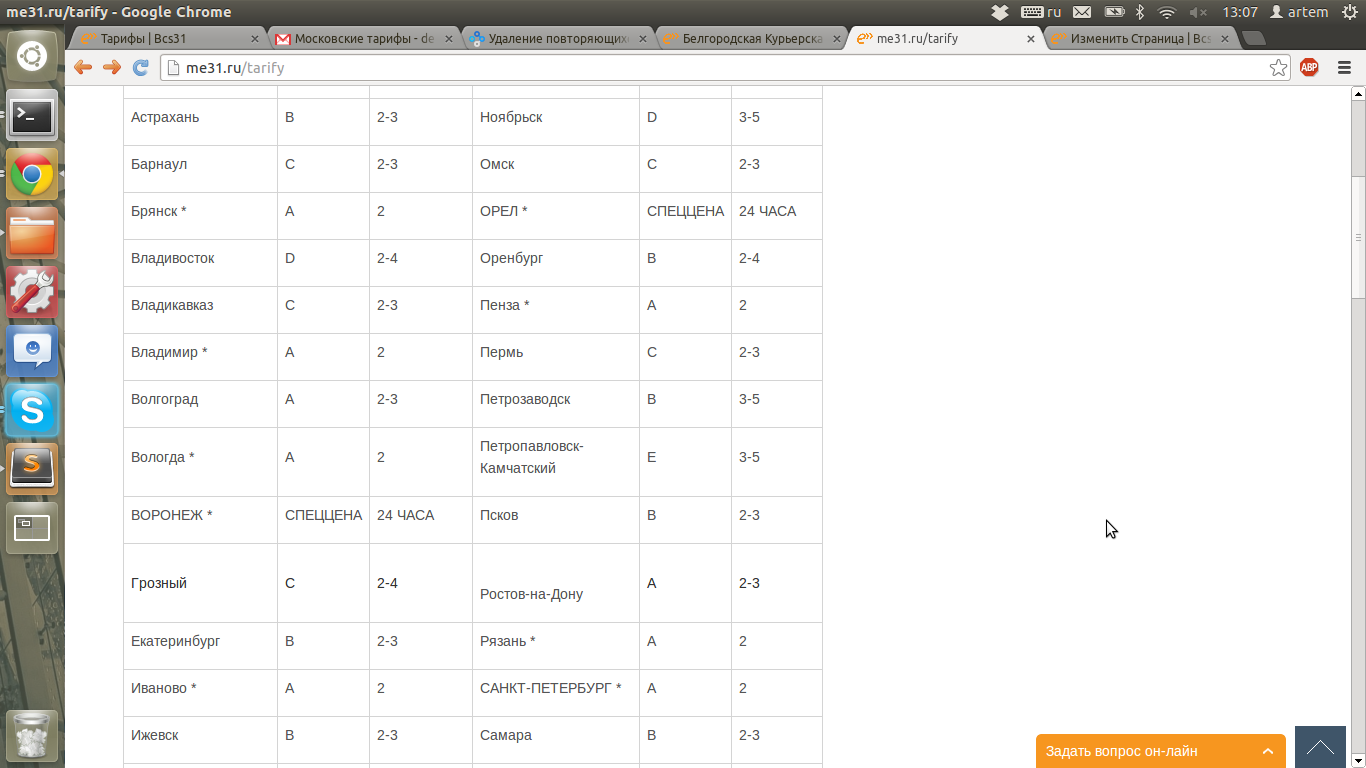 me31.ru/tarify - Google Chrome
ru
13:07
artem
Тарифы | Bcs31
Московские тарифы - de
Удаление повторяющихс
Белгородская Курьерска
me31.ru/tarify
Изменить Страница | Bcs
me31.ru/tarify
ABP
Астрахань B 2-3 Ноябрьск D 3-5
Барнаул C 2-3 Омск C 2-3
Брянск * A 2 ОРЕЛ * СПЕЦЦЕНА 24 ЧАСА
Владивосток D 2-4 Оренбург B 2-4
Владикавказ C 2-3 Пенза * A 2
Владимир * A 2 Пермь C 2-3
Волгоград A 2-3 Петрозаводск B 3-5
Вологда * A 2 Петропавловск-
Камчатский E 3-5
ВОРОНЕЖ * СПЕЦЦЕНА 24 ЧАСА Псков B 2-3
Грозный C 2-4 Ростов-на-Дону A 2-3
Екатеринбург B 2-3 Рязань * A 2
Иваново * A 2 САНКТ-ПЕТЕРБУРГ * A 2
Ижевск B 2-3 Самара B 2-3
Задать вопрос он-лайн